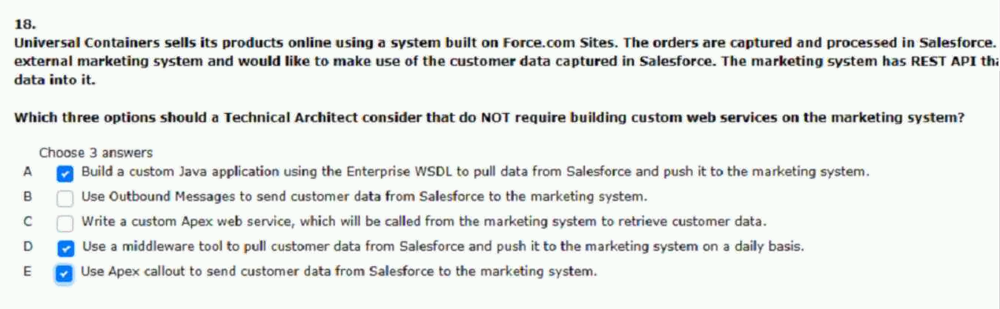 18.
Universal Containers sells its products online using a system built on Force.com Sites. The orders are captured and processed in Salesforce.
external marketing system and would like to make use of the customer data captured in Salesforce. The marketing system has REST API
data into it.
Which three options should a Technical Architect consider that do NOT require building custom web services on the marketing system?
Choose 3 answers
A Build a custom Java application using the Enterprise WSDL to pull data from Salesforce and push it to the marketing system.
B Use Outbound Messages to send customer data from Salesforce to the marketing system.
C Write a custom Apex web service, which will be called from the marketing system to retrieve customer data.
D Use a middleware tool to pull customer data from Salesforce and push it to the marketing system on a daily basis.
E Use Apex callout to send customer data from Salesforce to the marketing system.